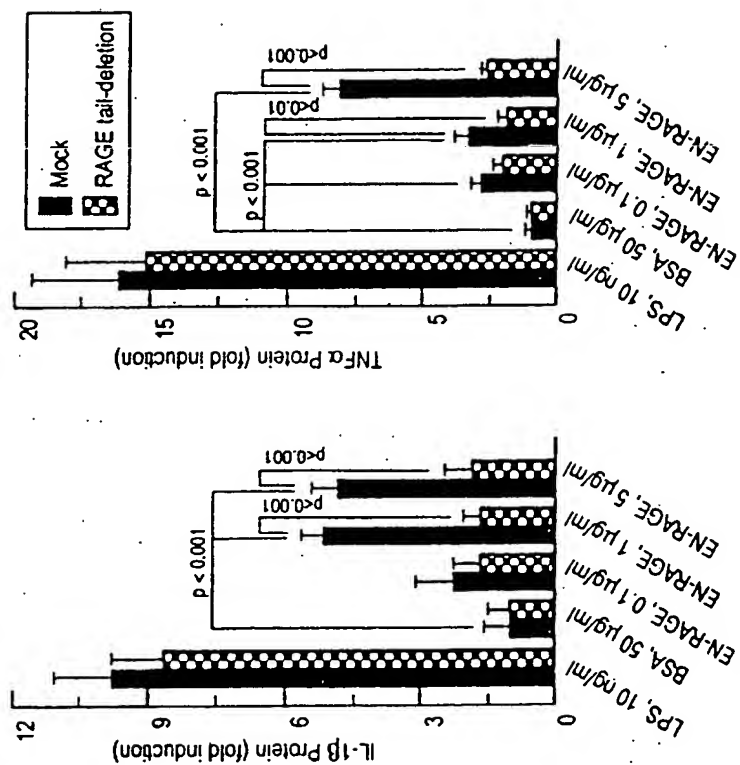 Mock
RAGE tail-deletion
TNFα Protein (fold induction)
20
15
10
5
0
p < 0.001
p < 0.001
p<0.01
p<0.001
LPS, 10 ng/ml
BSA, 50 μg/ml
EN-RAGE, 0.1 μg/ml
EN-RAGE, 1 μg/ml
EN-RAGE, 5 μg/ml
IL-1β Protein (fold induction)
12
9
6
3
0
p < 0.001
p<0.001
p<0.001
LPS, 10 ng/ml
BSA, 50 μg/ml
EN-RAGE, 0.1 μg/ml
EN-RAGE, 1 μg/ml
EN-RAGE, 5 μg/ml